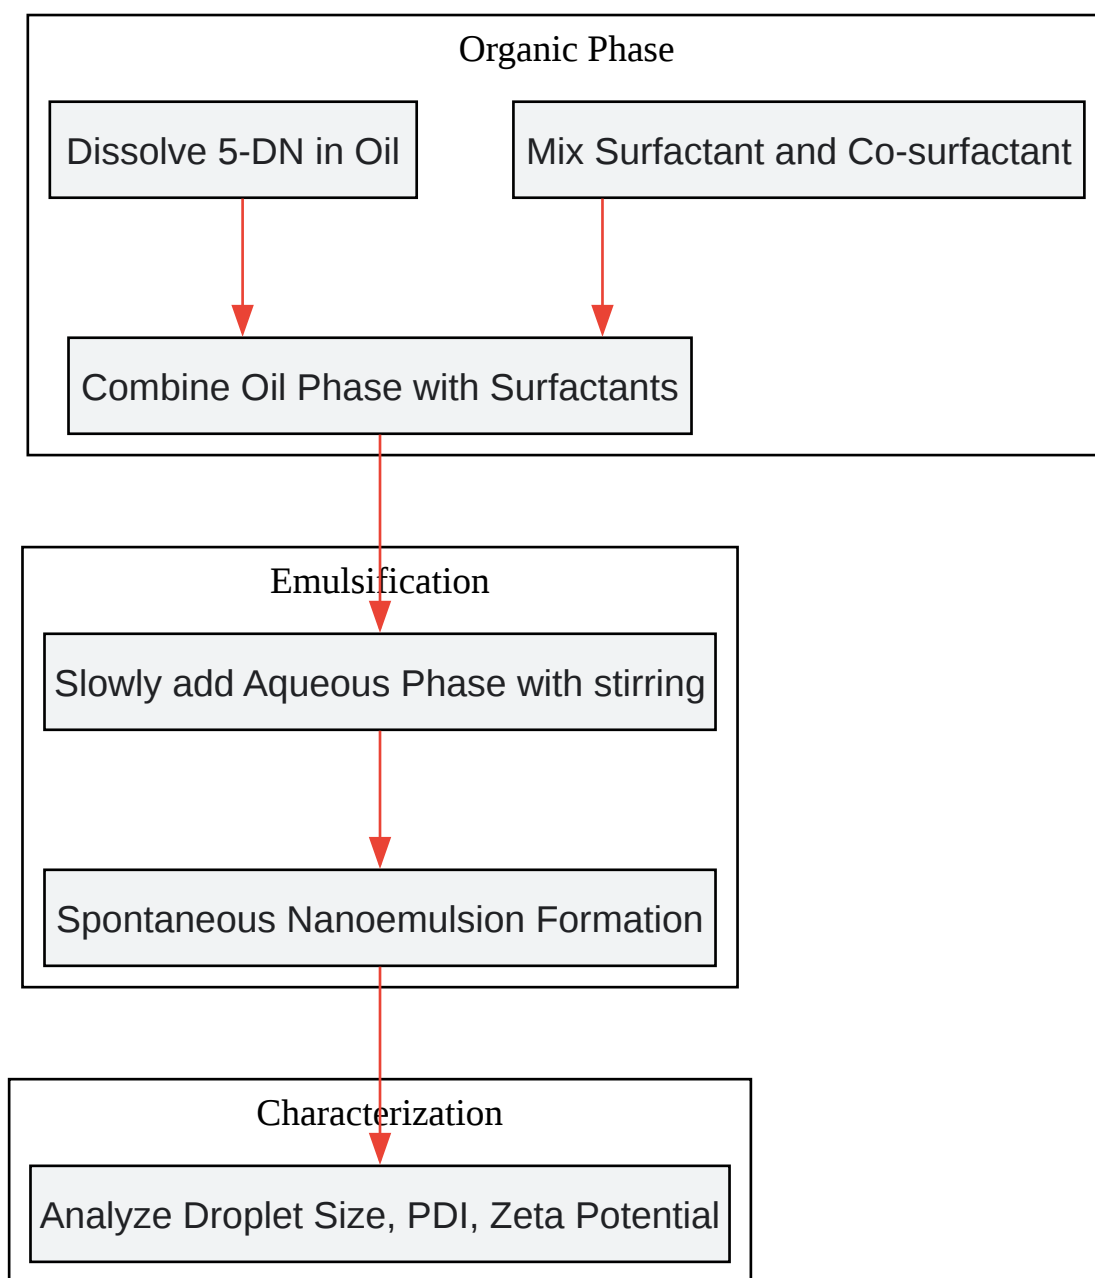 Organic Phase
Dissolve 5-DN in Oil
Mix Surfactant and Co-surfactant
Combine Oil Phase with Surfactants
Emulsification
Slowly add Aqueous Phase with stirring
Spontaneous Nanoemulsion Formation
Characterization
Analyze Droplet Size, PDI, Zeta Potential